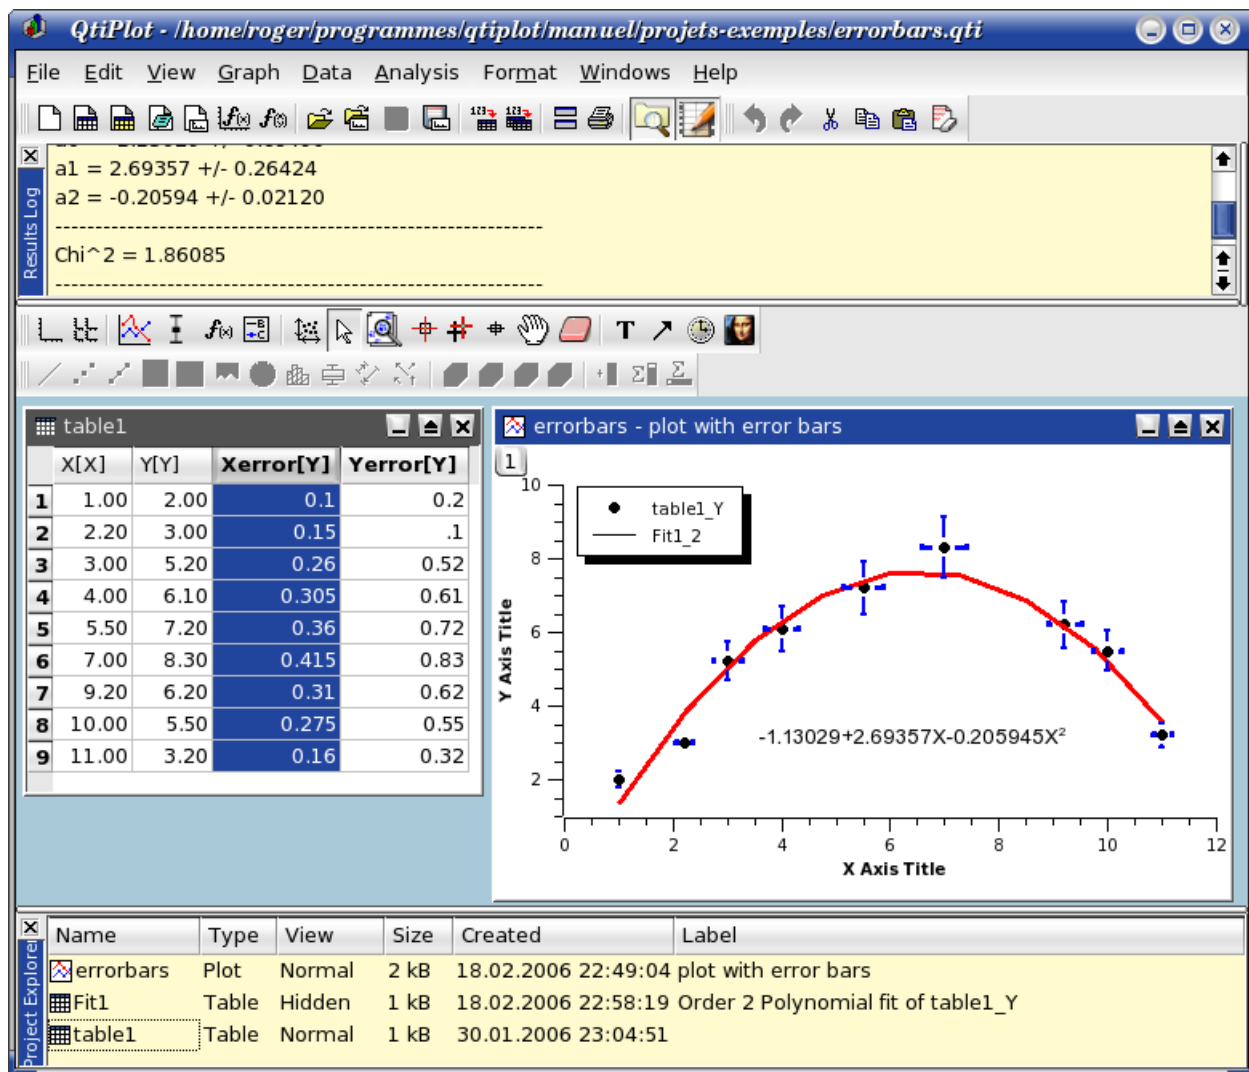 QtiPlot - /home/roger/programmes/qtiplot/manuel/projets-exemples/errorbars.qti
File Edit View Graph Data Analysis Format Windows Help
Results Log
a1 = 2.69357 +/- 0.26424
a2 = -0.20594 +/- 0.02120
---------------------------------------------------------------
Chi^2 = 1.86085
---------------------------------------------------------------
table1
X[X] Y[Y] Xerror[Y] Yerror[Y]
1 1.00 2.00 0.1 0.2
2 2.20 3.00 0.15 .1
3 3.00 5.20 0.26 0.52
4 4.00 6.10 0.305 0.61
5 5.50 7.20 0.36 0.72
6 7.00 8.30 0.415 0.83
7 9.20 6.20 0.31 0.62
8 10.00 5.50 0.275 0.55
9 11.00 3.20 0.16 0.32
errorbars - plot with error bars
1
10
8
6
4
2
Y Axis Title
table1_Y
Fit1_2
-1.13029+2.69357X-0.205945X²
0 2 4 6 8 10 12
X Axis Title
Project Explorer
Name Type View Size Created Label
errorbars Plot Normal 2 kB 18.02.2006 22:49:04 plot with error bars
Fit1 Table Hidden 1 kB 18.02.2006 22:58:19 Order 2 Polynomial fit of table1_Y
table1 Table Normal 1 kB 30.01.2006 23:04:51